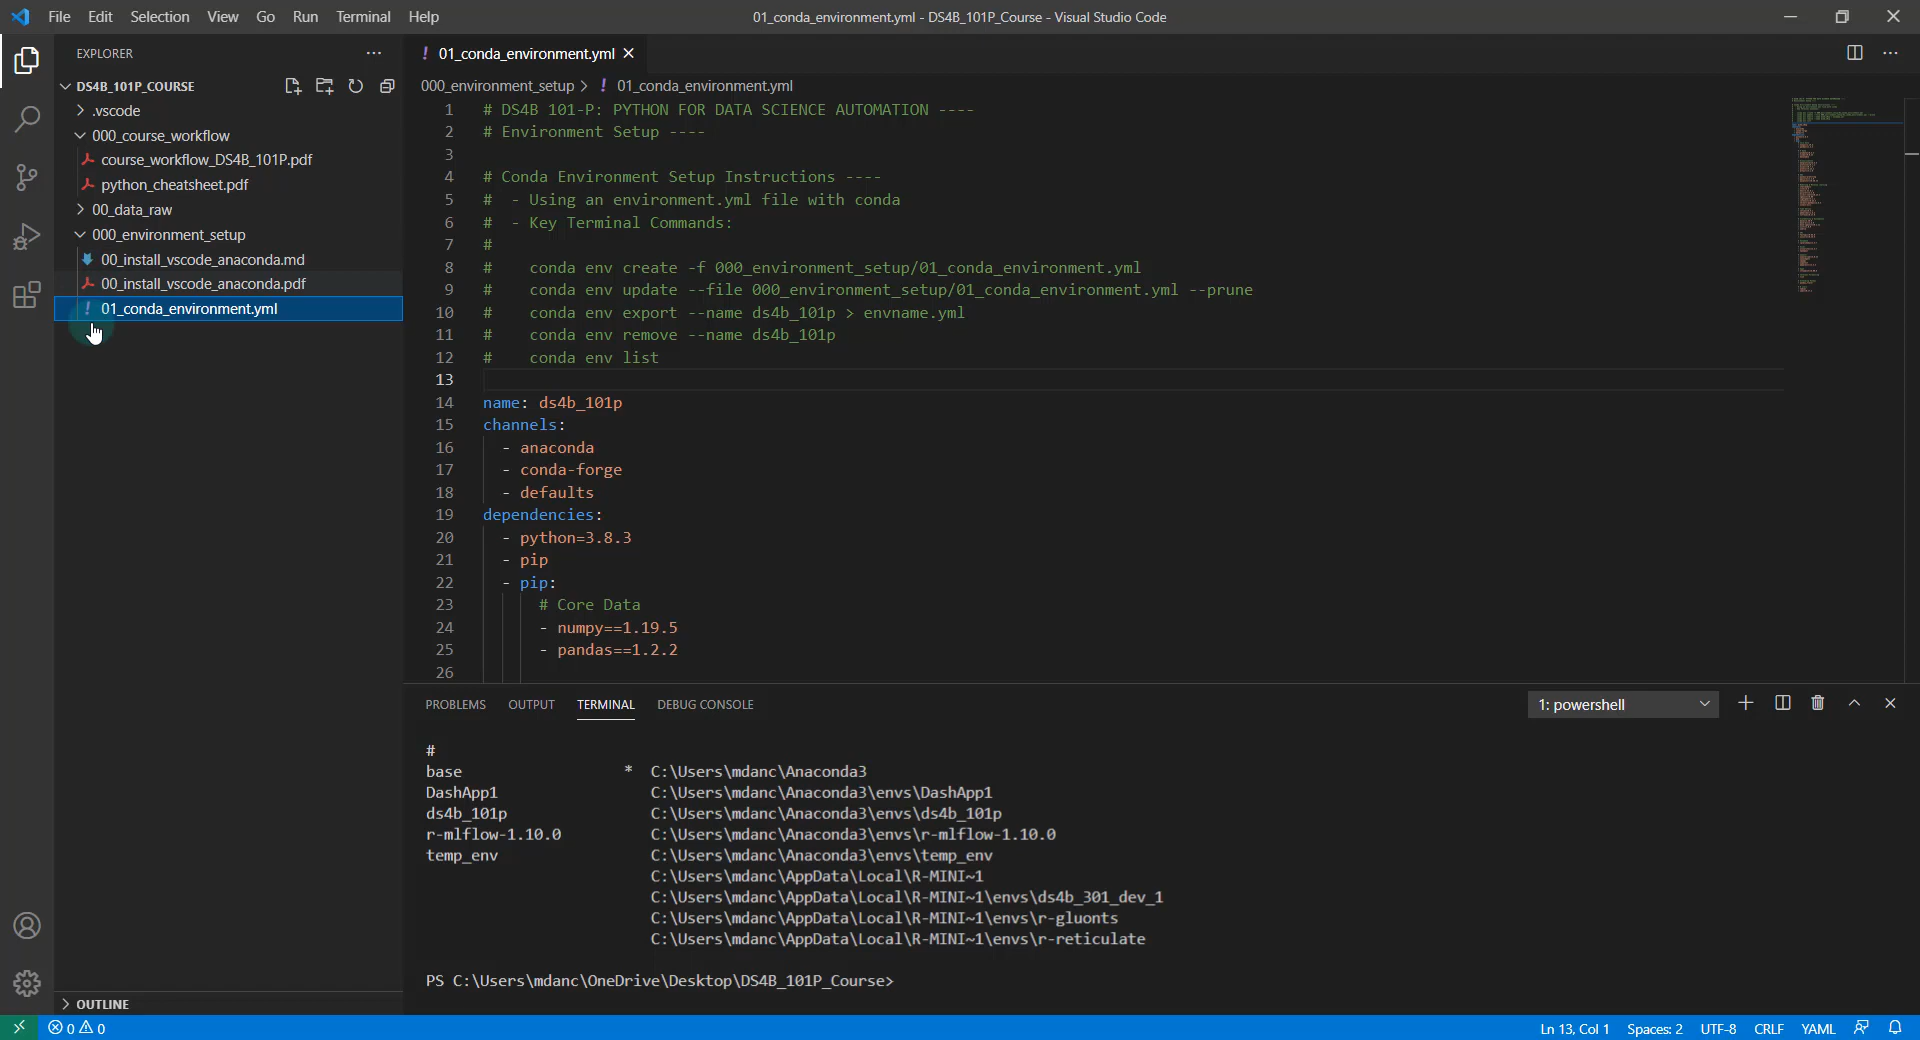 File Edit Selection View Go Run Terminal Help
01_conda_environment.yml - DS4B_101P_Course - Visual Studio Code
EXPLORER
DS4B_101P_COURSE
.vscode
000_course_workflow
course_workflow_DS4B_101P.pdf
python_cheatsheet.pdf
00_data_raw
000_environment_setup
00_install_vscode_anaconda.md
00_install_vscode_anaconda.pdf
! 01_conda_environment.yml
OUTLINE
! 01_conda_environment.yml
000_environment_setup > ! 01_conda_environment.yml
1 # DS4B 101-P: PYTHON FOR DATA SCIENCE AUTOMATION ----
2 # Environment Setup ----
3
4 # Conda Environment Setup Instructions ----
5 # - Using an environment.yml file with conda
6 # - Key Terminal Commands:
7 #
8 # conda env create -f 000_environment_setup/01_conda_environment.yml
9 # conda env update --file 000_environment_setup/01_conda_environment.yml --prune
10 # conda env export --name ds4b_101p > envname.yml
11 # conda env remove --name ds4b_101p
12 # conda env list
13
14 name: ds4b_101p
15 channels:
16 - anaconda
17 - conda-forge
18 - defaults
19 dependencies:
20 - python=3.8.3
21 - pip
22 - pip:
23 # Core Data
24 - numpy==1.19.5
25 - pandas==1.2.2
26
PROBLEMS OUTPUT TERMINAL DEBUG CONSOLE
1: powershell
#
base * C:\Users\mdanc\Anaconda3
DashApp1 C:\Users\mdanc\Anaconda3\envs\DashApp1
ds4b_101p C:\Users\mdanc\Anaconda3\envs\ds4b_101p
r-mlflow-1.10.0 C:\Users\mdanc\Anaconda3\envs\r-mlflow-1.10.0
temp_env C:\Users\mdanc\Anaconda3\envs\temp_env
C:\Users\mdanc\AppData\Local\R-MINI~1
C:\Users\mdanc\AppData\Local\R-MINI~1\envs\ds4b_301_dev_1
C:\Users\mdanc\AppData\Local\R-MINI~1\envs\r-gluonts
C:\Users\mdanc\AppData\Local\R-MINI~1\envs\r-reticulate
PS C:\Users\mdanc\OneDrive\Desktop\DS4B_101P_Course>
0 0
Ln 13, Col 1 Spaces: 2 UTF-8 CRLF YAML